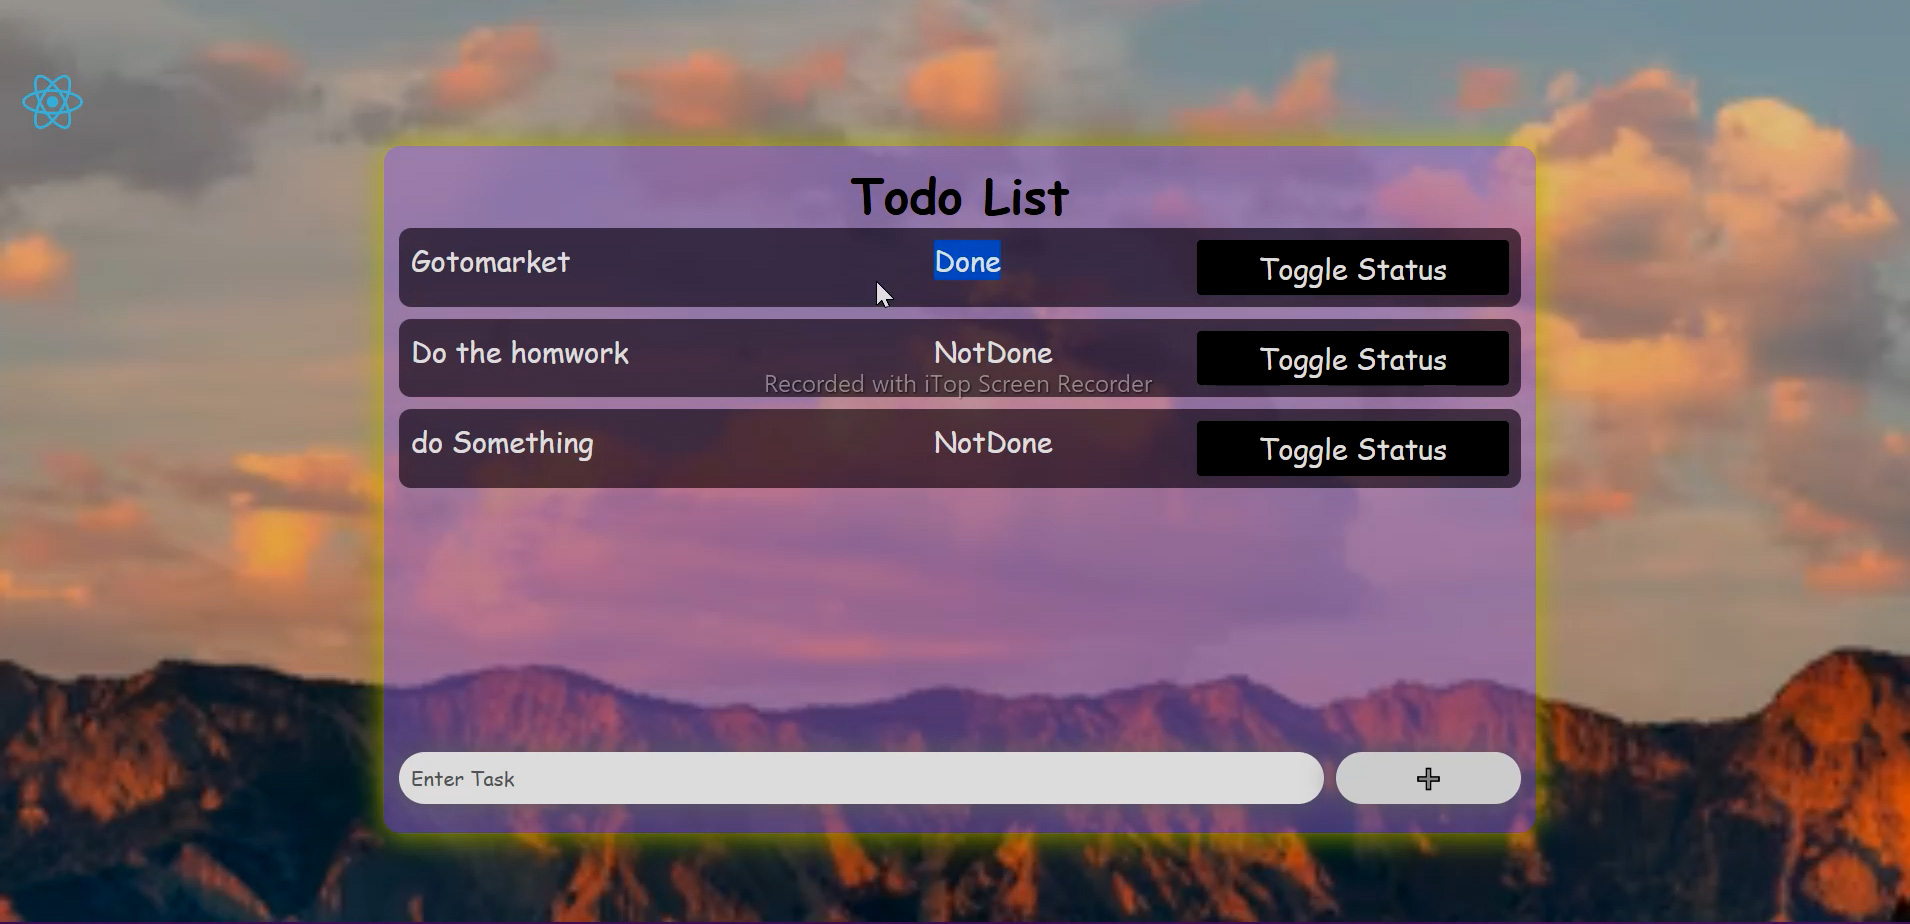 Todo List
Gotomarket Done Toggle Status
Do the homwork NotDone Toggle Status
Recorded with iTop Screen Recorder
do Something NotDone Toggle Status
Enter Task